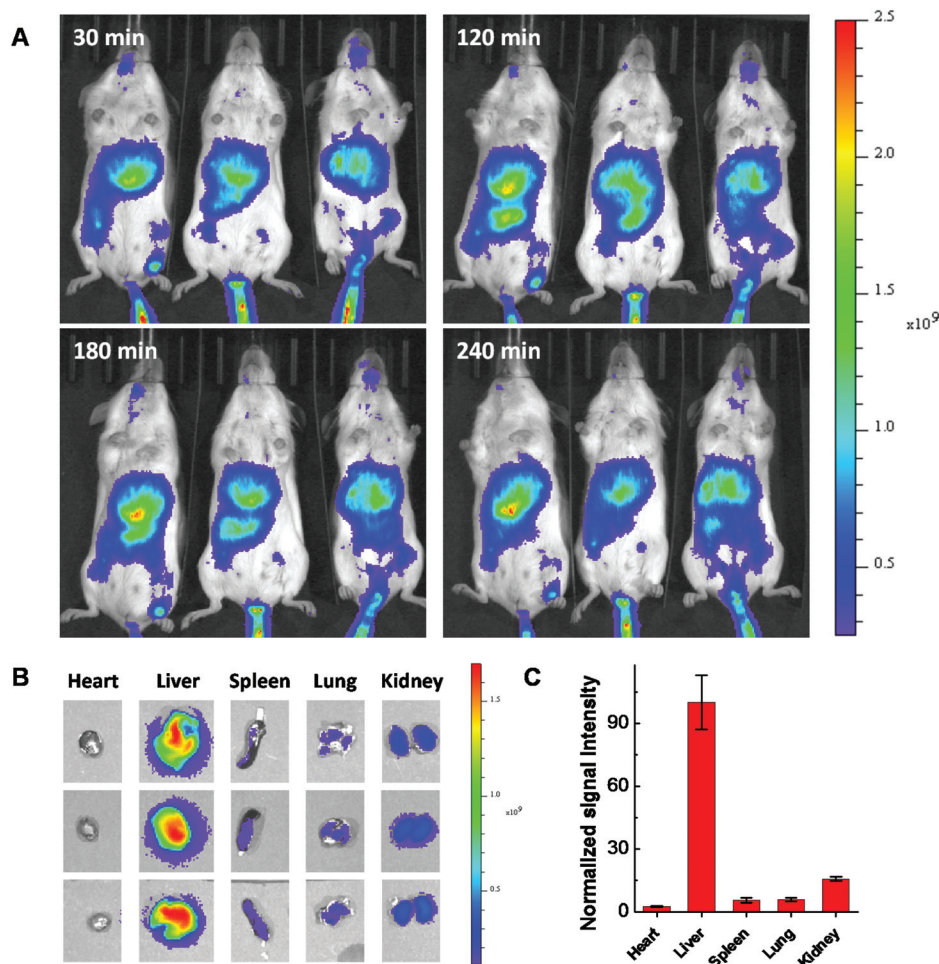 A
30 min
120 min
180 min
240 min
2.5
2.0
1.5
x10⁹
1.0
0.5
B
Heart Liver Spleen Lung Kidney
1.5
1.0
x10⁹
0.5
C
Normalized signal Intensity
90
60
30
0
Heart
Liver
Spleen
Lung
Kidney